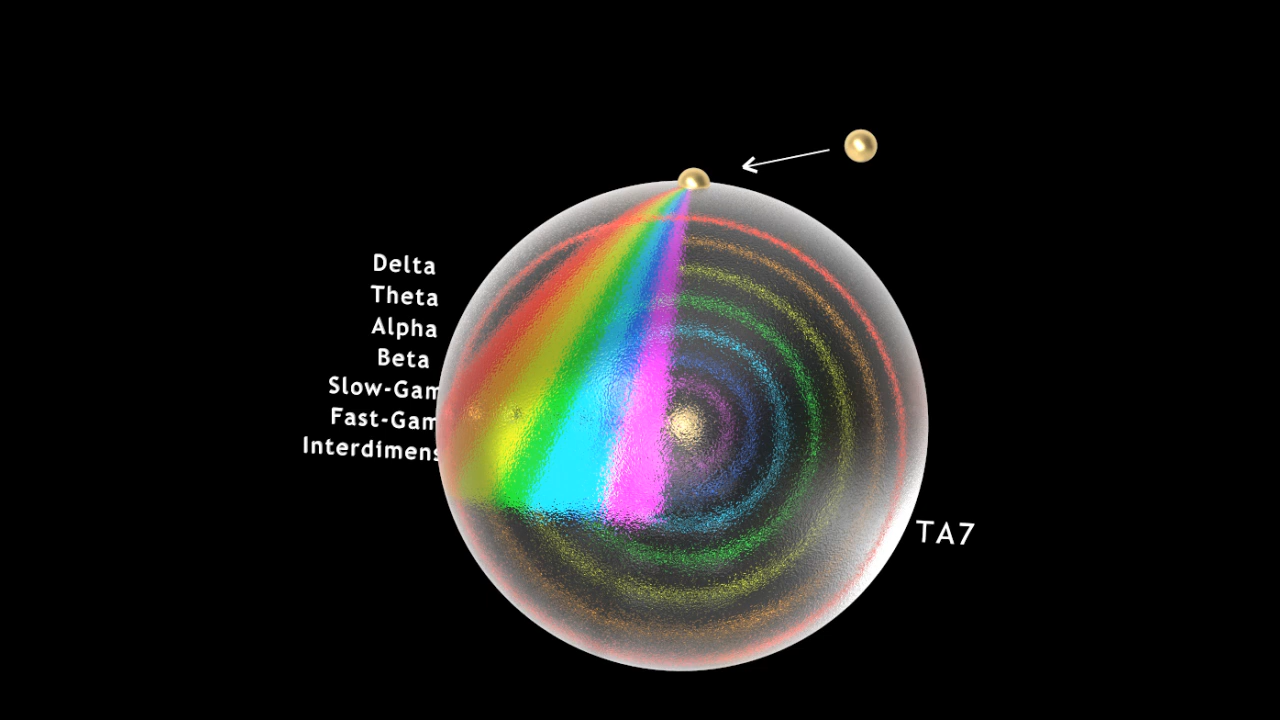 Delta
Theta
Alpha
Beta
Slow-Gam
Fast-Gam
Interdimens
TA7